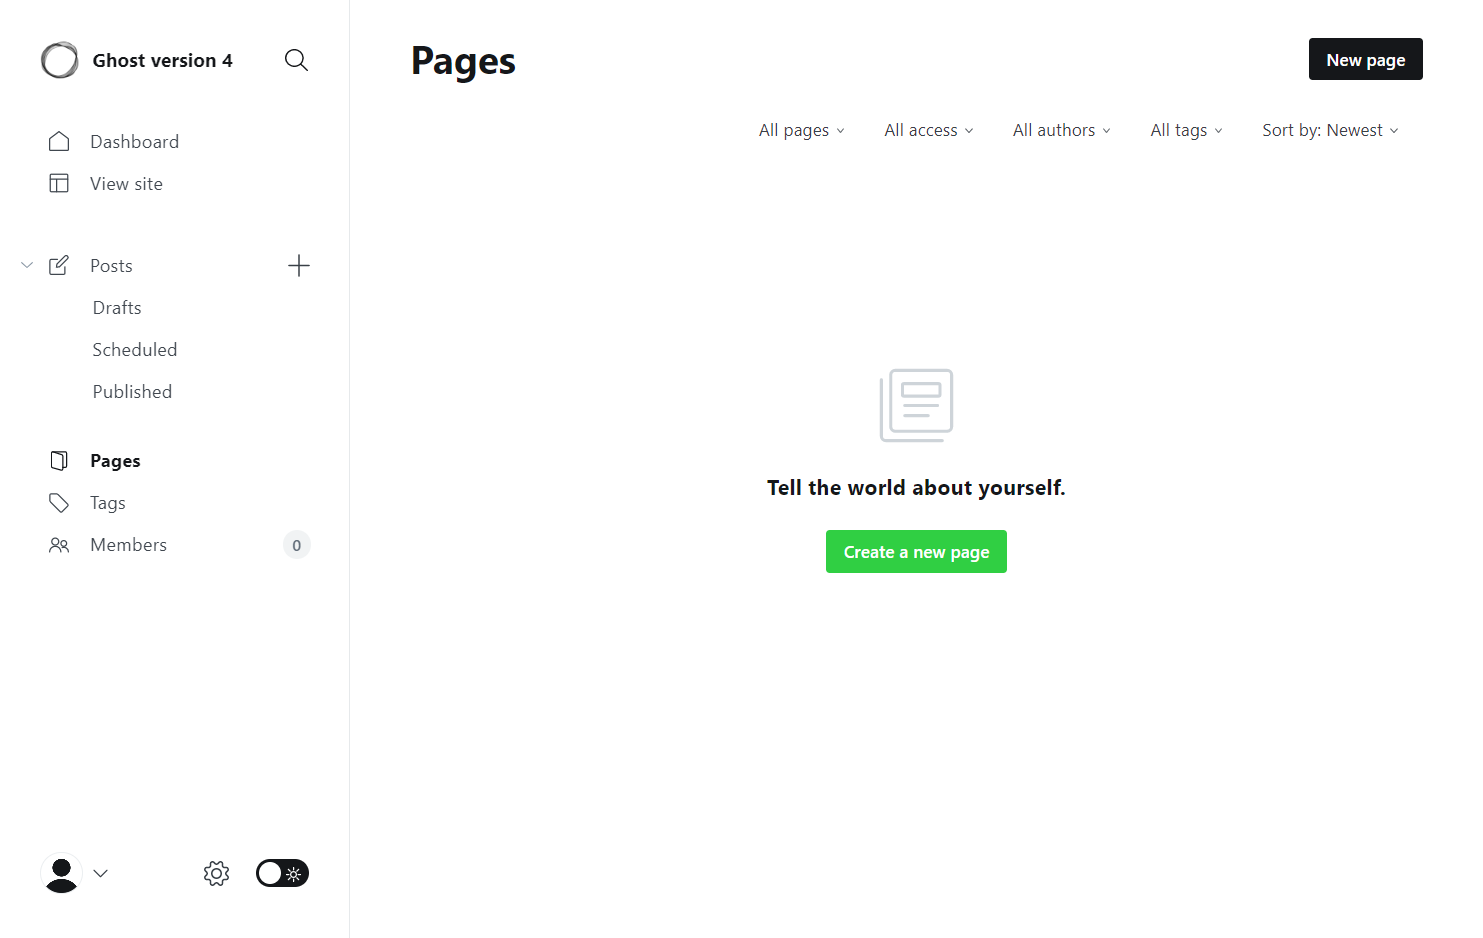 Ghost version 4
Dashboard
View site
Posts
Drafts
Scheduled
Published
Pages
Tags
Members 0
Pages
New page
All pages All access All authors All tags Sort by: Newest
Tell the world about yourself.
Create a new page